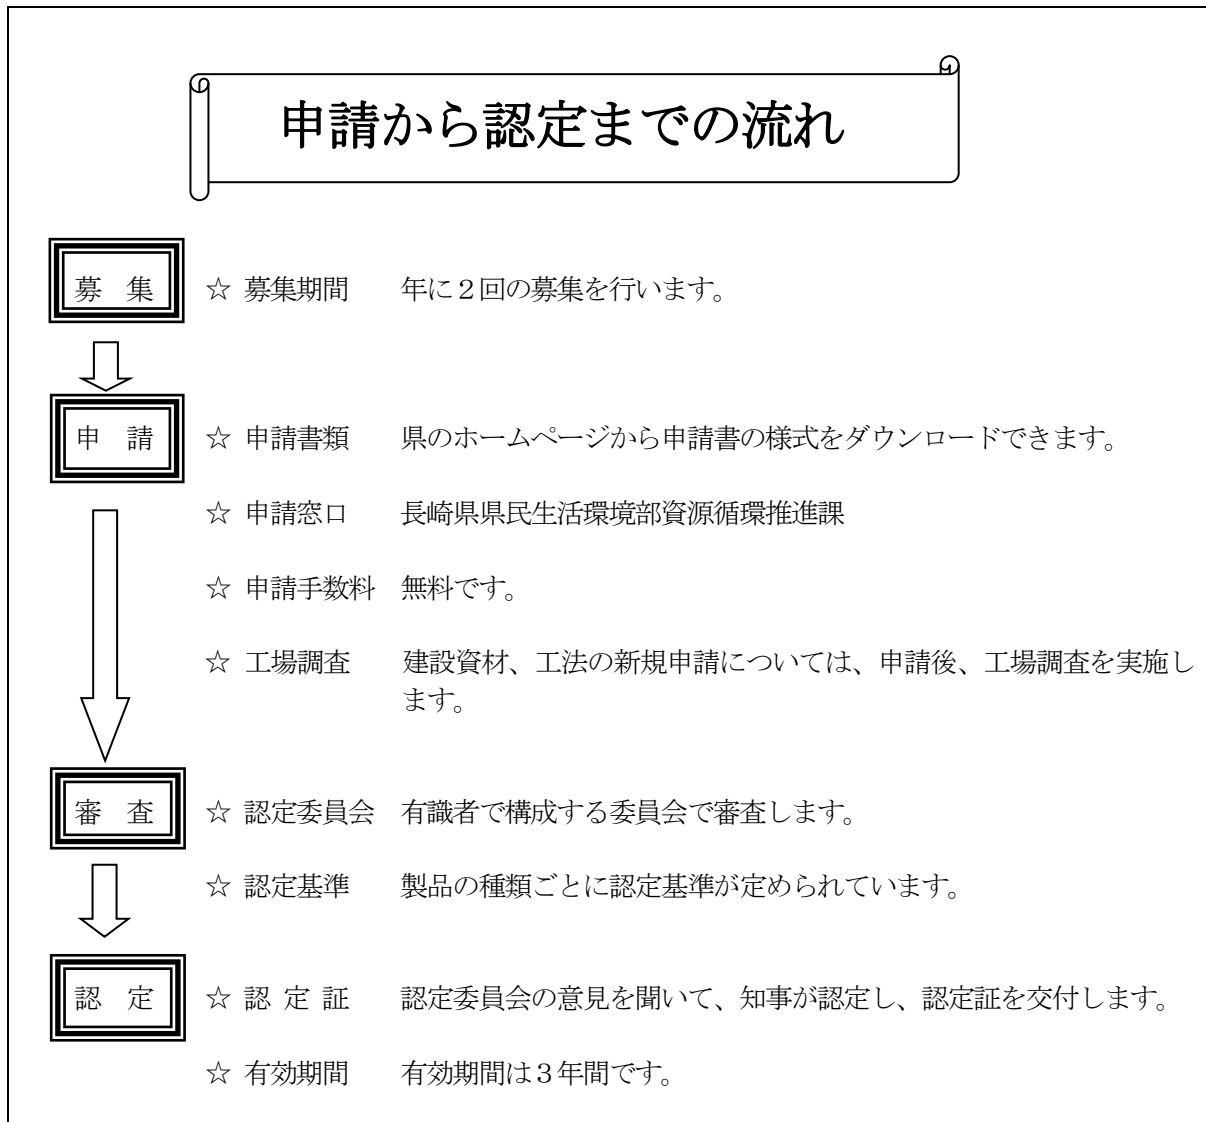 申請から認定までの流れ
募 集 ☆ 募集期間 年に２回の募集を行います。
申 請 ☆ 申請書類 県のホームページから申請書の様式をダウンロードできます。
☆ 申請窓口 長崎県県民生活環境部資源循環推進課
☆ 申請手数料 無料です。
☆ 工場調査 建設資材、工法の新規申請については、申請後、工場調査を実施し
ます。
審 査 ☆ 認定委員会 有識者で構成する委員会で審査します。
☆ 認定基準 製品の種類ごとに認定基準が定められています。
認 定 ☆ 認 定 証 認定委員会の意見を聞いて、知事が認定し、認定証を交付します。
☆ 有効期間 有効期間は３年間です。